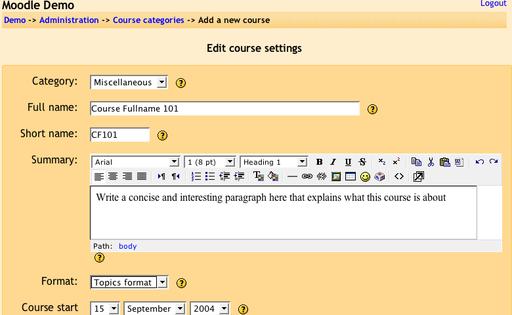 Moodle Demo
Logout
Demo -> Administration -> Course categories -> Add a new course
Edit course settings
Category: Miscellaneous ?
Full name: Course Fullname 101 ?
Short name: CF101 ?
Summary: Arial 1 (8 pt) Heading 1 B I U S x₂ x²
Write a concise and interesting paragraph here that explains what this course is about
Path: body
?
Format: Topics format ?
Course start 15 September 2004 ?